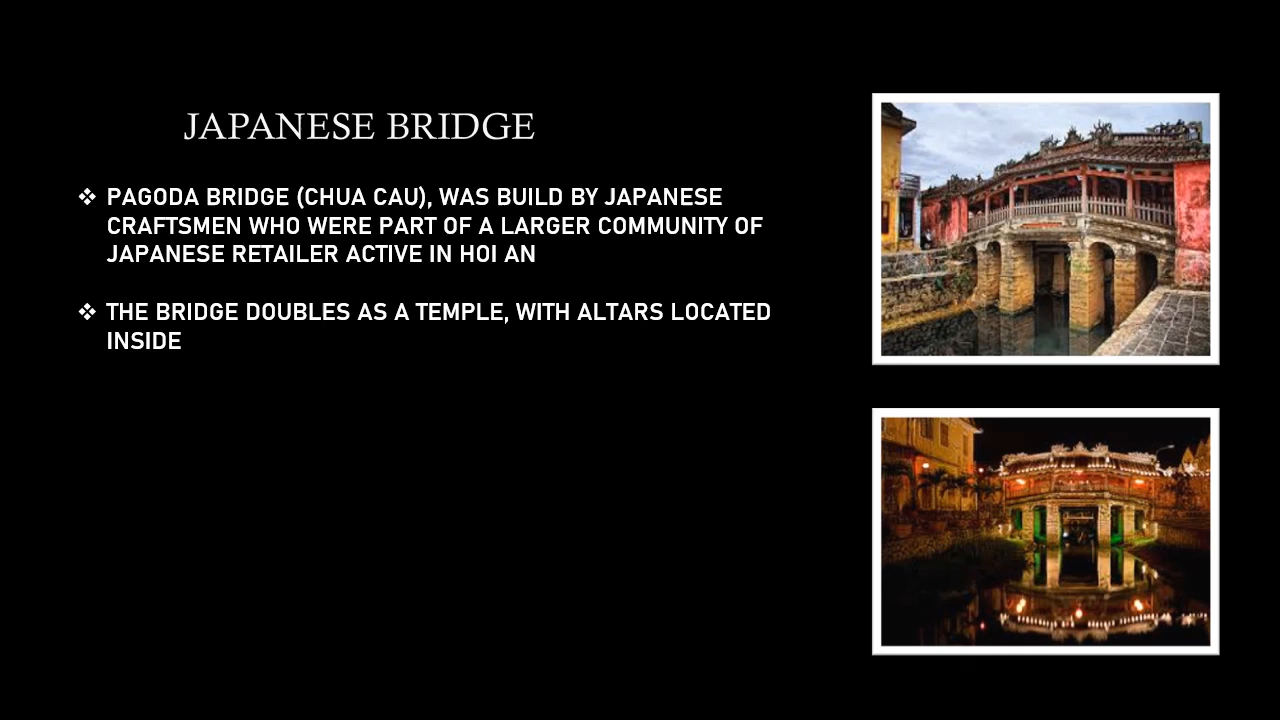 JAPANESE BRIDGE
❖ PAGODA BRIDGE (CHUA CAU), WAS BUILD BY JAPANESE
CRAFTSMEN WHO WERE PART OF A LARGER COMMUNITY OF
JAPANESE RETAILER ACTIVE IN HOI AN
❖ THE BRIDGE DOUBLES AS A TEMPLE, WITH ALTARS LOCATED
INSIDE